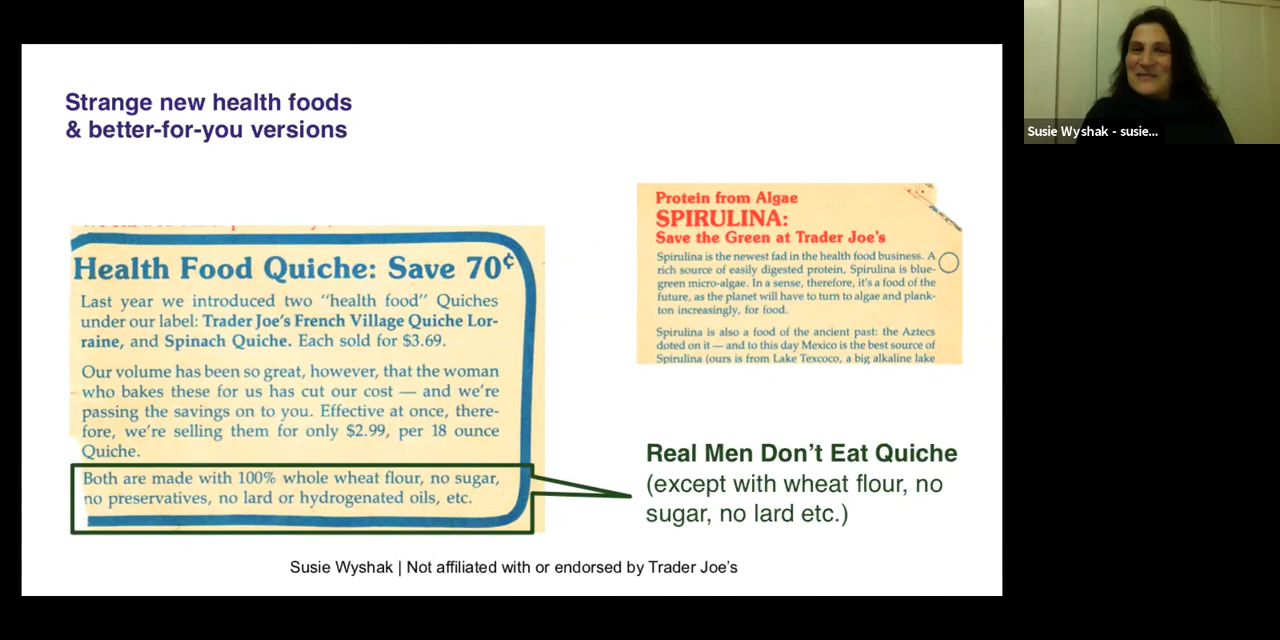 Strange new health foods
& better-for-you versions
Health Food Quiche: Save 70¢
Last year we introduced two "health food" Quiches
under our label: Trader Joe's French Village Quiche Lor-
raine, and Spinach Quiche. Each sold for $3.69.
Our volume has been so great, however, that the woman
who bakes these for us has cut our cost — and we're
passing the savings on to you. Effective at once, there-
fore, we're selling them for only $2.99, per 18 ounce
Quiche.
Both are made with 100% whole wheat flour, no sugar,
no preservatives, no lard or hydrogenated oils, etc.
Protein from Algae
SPIRULINA:
Save the Green at Trader Joe's
Spirulina is the newest fad in the health food business. A
rich source of easily digested protein, Spirulina is blue-
green micro-algae. In a sense, therefore, it's a food of the
future, as the planet will have to turn to algae and plank-
ton increasingly, for food.
Spirulina is also a food of the ancient past: the Aztecs
doted on it — and to this day Mexico is the best source of
Spirulina (ours is from Lake Texcoco, a big alkaline lake
Real Men Don't Eat Quiche
(except with wheat flour, no
sugar, no lard etc.)
Susie Wyshak | Not affiliated with or endorsed by Trader Joe's
Susie Wyshak - susie...